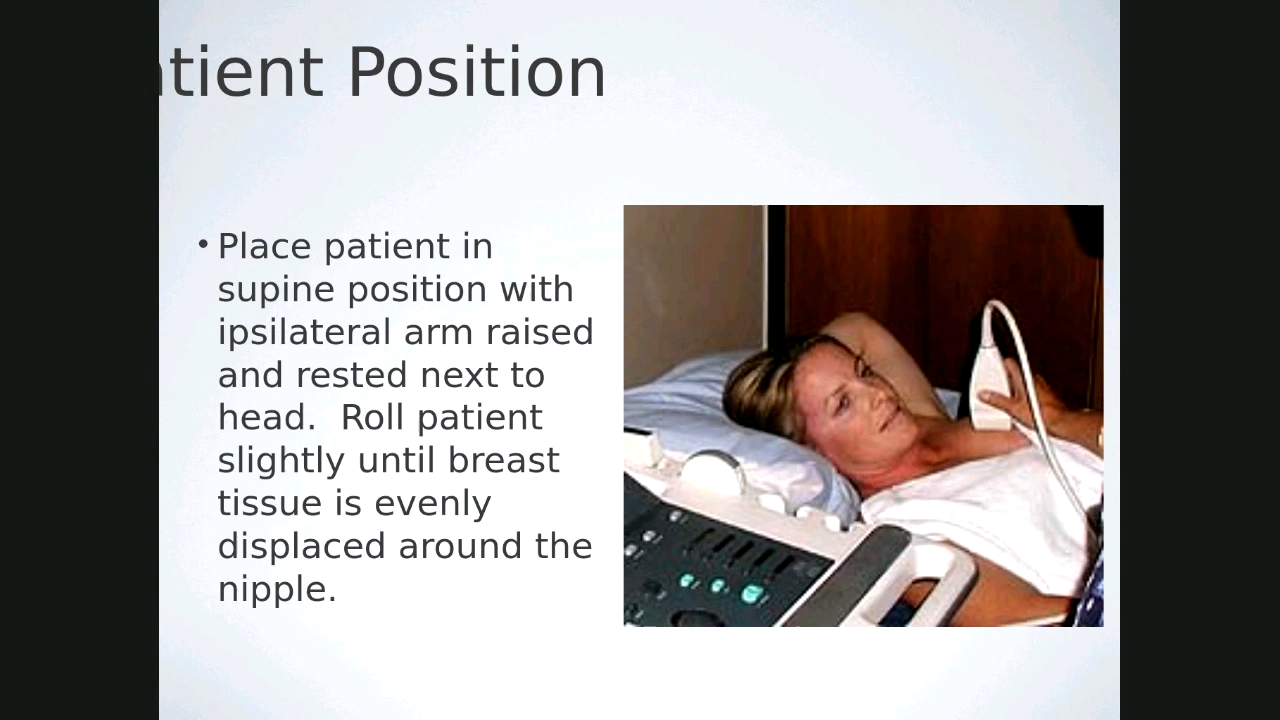 atient Position
• Place patient in
supine position with
ipsilateral arm raised
and rested next to
head.  Roll patient
slightly until breast
tissue is evenly
displaced around the
nipple.